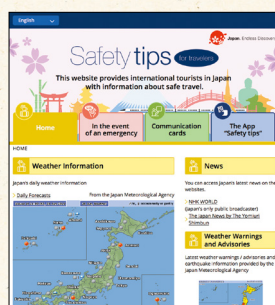 English
Japan. Endless Discovery
Safety tips for travelers
This website provides international tourists in Japan
with information about safe travel.
Home
In the event
of an emergency
Communication
cards
The App
"Safety tips"
HOME
Weather Information
Japan's daily weather information
Daily Forecasts
From the Japan Meteorological Agency
News
You can access Japan's latest news on the
websites.
NHK WORLD
(Japan's only public broadcaster)
The Japan News by The Yomiuri
Shimbun
Weather Warnings
and Advisories
Latest weather warnings / advisories and
earthquake information provided by the
Japan Meteorological Agency